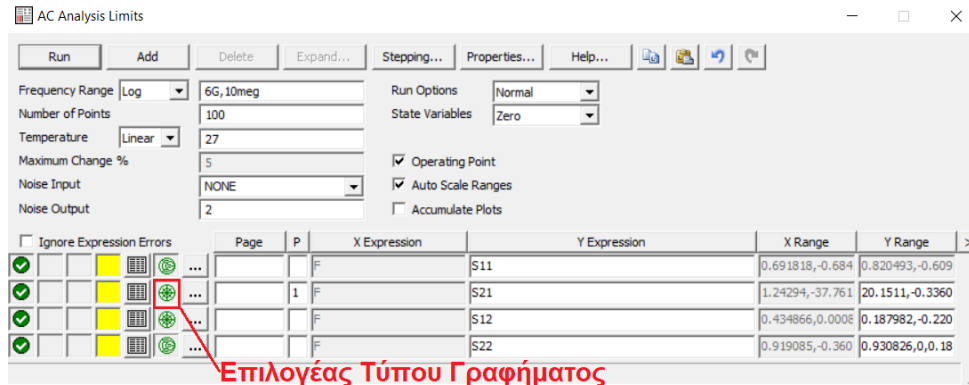 AC Analysis Limits
Run Add Delete Expand... Stepping... Properties... Help...
Frequency Range Log 6G,10meg Run Options Normal
Number of Points 100 State Variables Zero
Temperature Linear 27
Maximum Change % 5 Operating Point
Noise Input NONE Auto Scale Ranges
Noise Output 2 Accumulate Plots
Ignore Expression Errors Page P X Expression Y Expression X Range Y Range >
... F S11 0.691818,-0.684 0.820493,-0.609
... 1 F S21 1.24294,-37.761 20.1511,-0.3360
... F S12 0.434866,0.0008 0.187982,-0.220
... F S22 0.919085,-0.360 0.930826,0,0.18
Επιλογέας Τύπου Γραφήματος